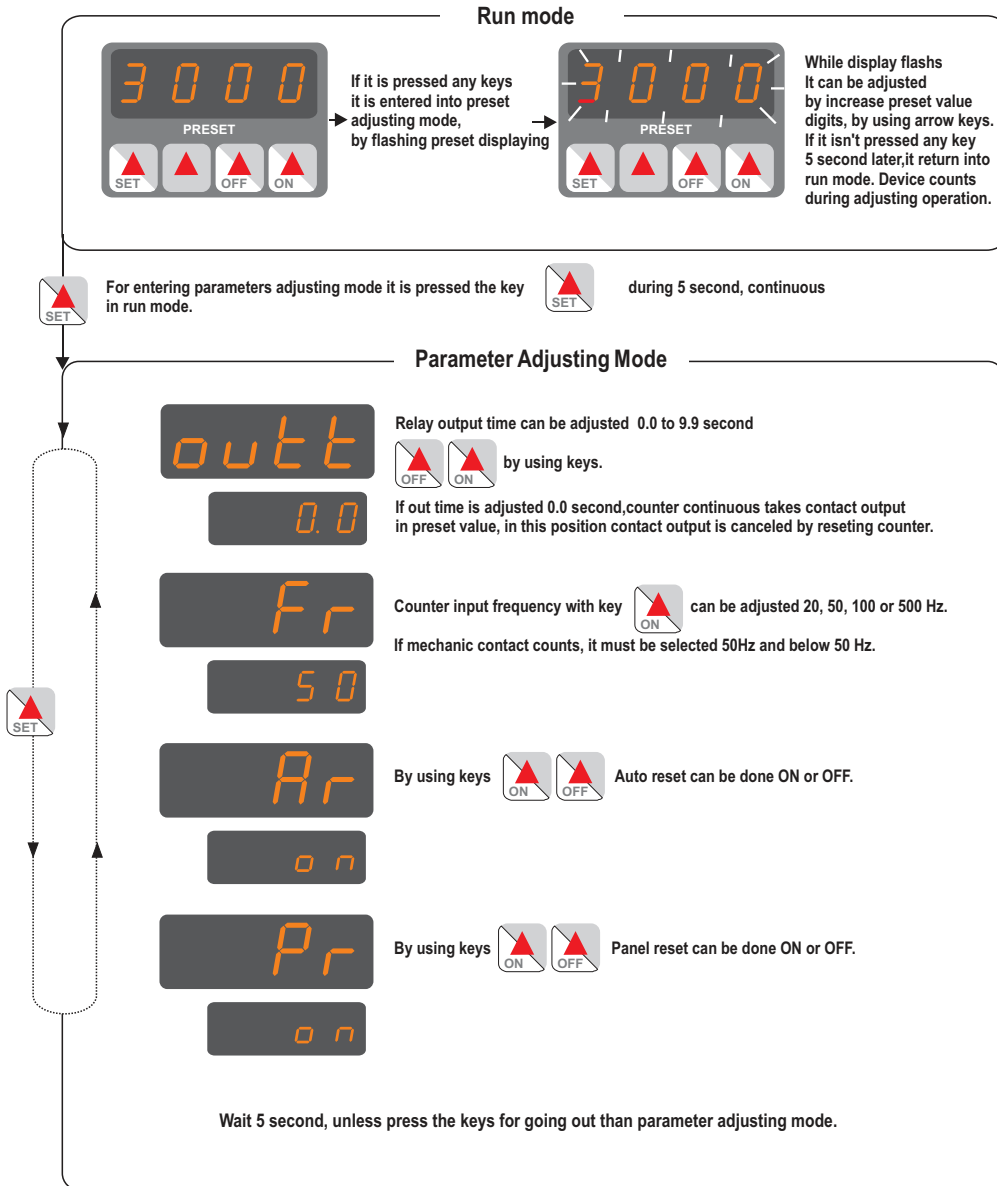 Run mode
3000
PRESET
SET
OFF
ON
If it is pressed any keys
it is entered into preset
adjusting mode,
by flashing preset displaying
3000
PRESET
SET
OFF
ON
While display flashes
It can be adjusted
by increase preset value
digits, by using arrow keys.
If it isn't pressed any key
5 second later,it return into
run mode. Device counts
during adjusting operation.
SET
For entering parameters adjusting mode it is pressed the key
in run mode.
SET
during 5 second, continuous
Parameter Adjusting Mode
outt
Relay output time can be adjusted 0.0 to 9.9 second
OFF ON by using keys.
0.0
If out time is adjusted 0.0 second,counter continuous takes contact output
in preset value, in this position contact output is canceled by reseting counter.
Fr
Counter input frequency with key ON can be adjusted 20, 50, 100 or 500 Hz.
If mechanic contact counts, it must be selected 50Hz and below 50 Hz.
50
SET
Ar
By using keys ON OFF Auto reset can be done ON or OFF.
on
Pr
By using keys ON OFF Panel reset can be done ON or OFF.
on
Wait 5 second, unless press the keys for going out than parameter adjusting mode.